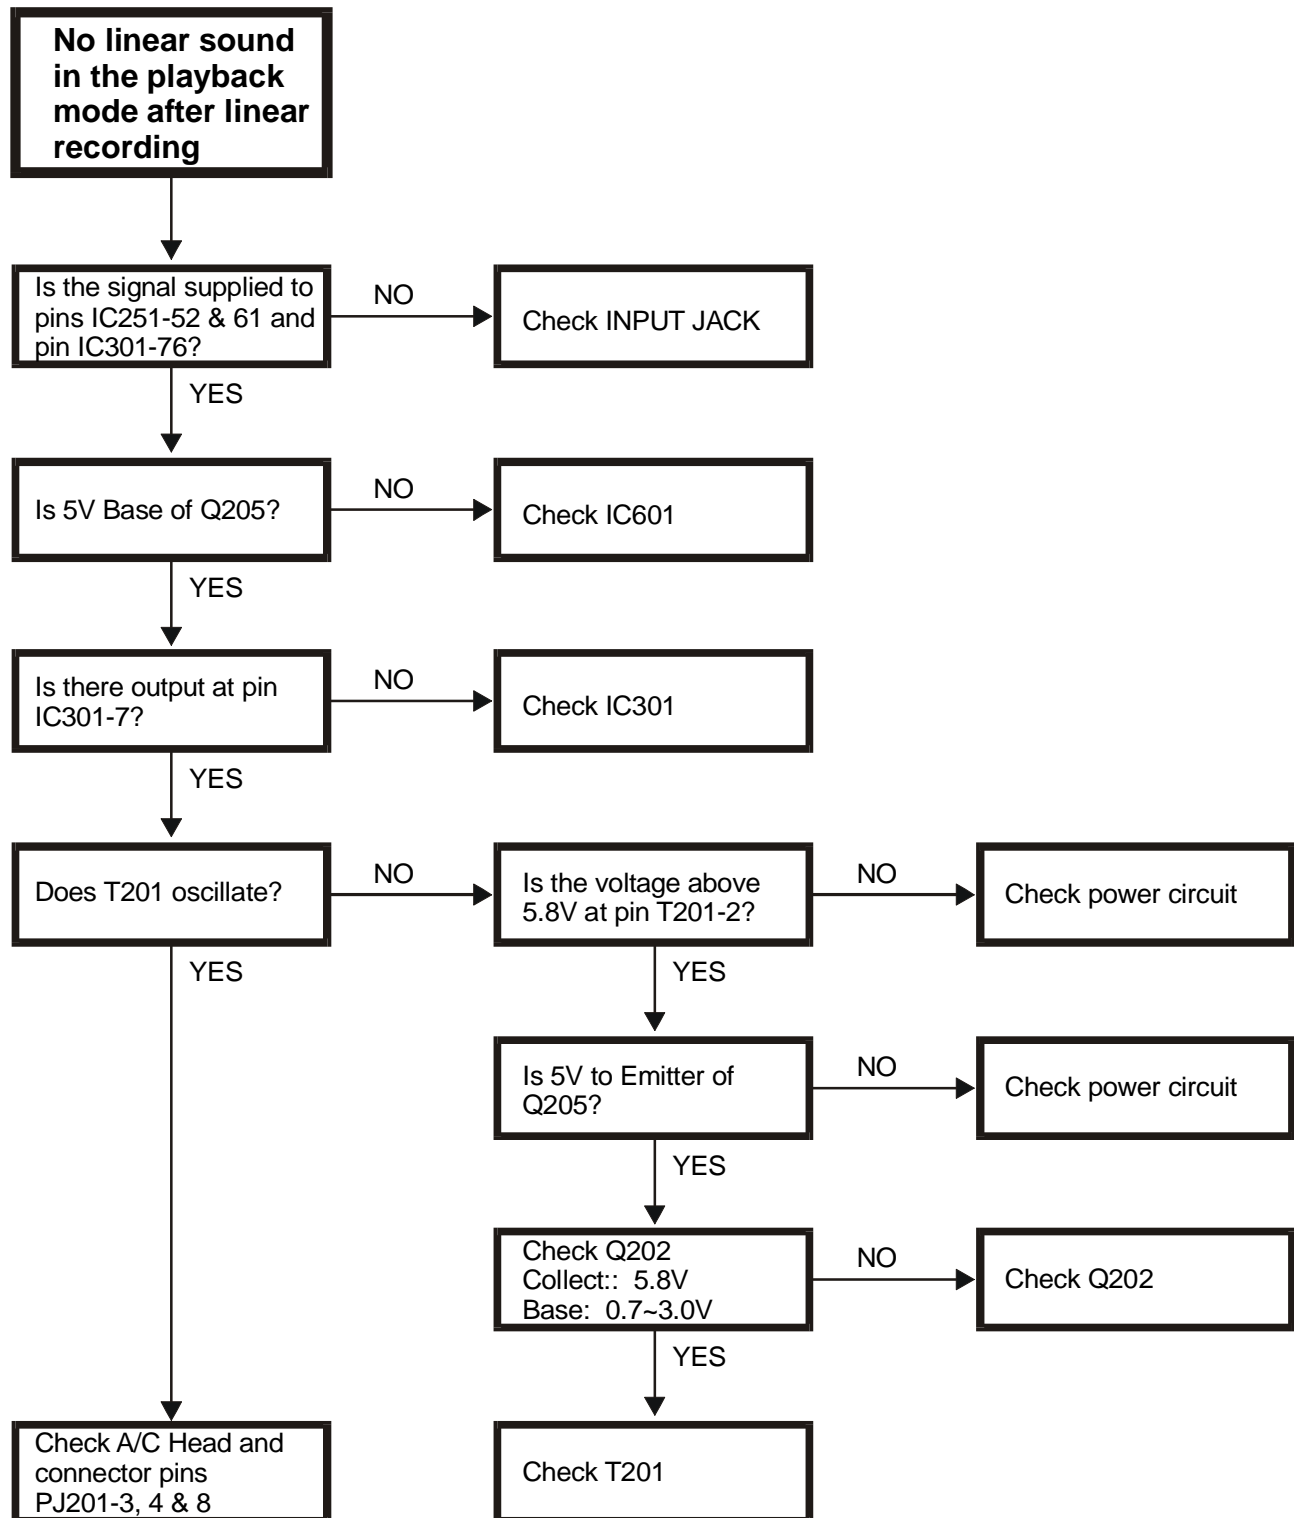 No linear sound
in the playback
mode after linear
recording
Is the signal supplied to
pins IC251-52 & 61 and
pin IC301-76?
NO
Check INPUT JACK
YES
Is 5V Base of Q205?
NO
Check IC601
YES
Is there output at pin
IC301-7?
NO
Check IC301
YES
Does T201 oscillate?
NO
Is the voltage above
5.8V at pin T201-2?
NO
Check power circuit
YES
YES
Is 5V to Emitter of
Q205?
NO
Check power circuit
YES
Check Q202
Collect::  5.8V
Base:  0.7~3.0V
NO
Check Q202
YES
Check A/C Head and
connector pins
PJ201-3, 4 & 8
Check T201